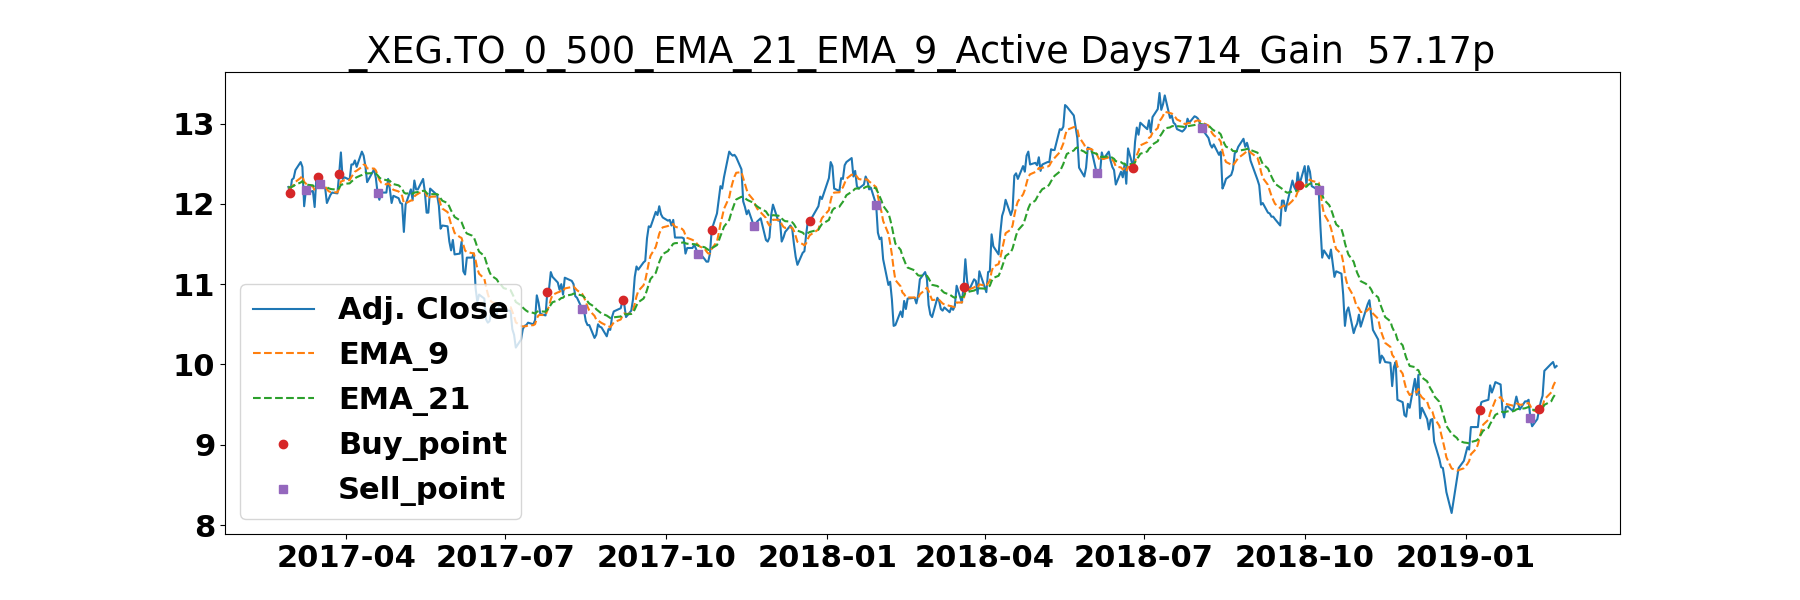 _XEG.TO_0_500_EMA_21_EMA_9_Active Days714_Gain  57.17p
13
12
11
10
9
8
Adj. Close
EMA_9
EMA_21
Buy_point
Sell_point
2017-04 2017-07 2017-10 2018-01 2018-04 2018-07 2018-10 2019-01